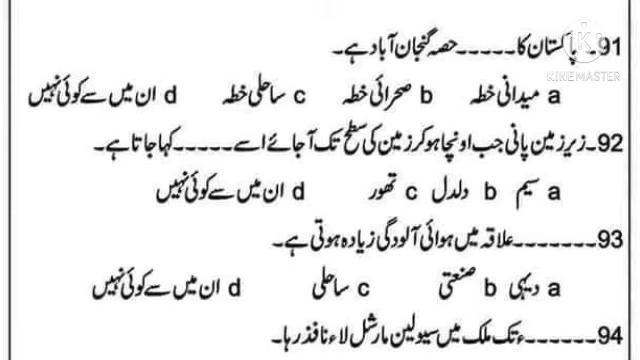 91۔ پاکستان کا ۔۔۔۔۔ حصہ گنجان آباد ہے۔
KINEMASTER
a میدانی خطہ b صحرائی خطہ c ساحلی خطہ d ان میں سے کوئی نہیں
92۔ زیر زمین پانی جب اونچا ہو کر زمین کی سطح تک آ جائے اسے ۔۔۔۔۔ کہا جاتا ہے۔
a سیم b دلدل c تھور d ان میں سے کوئی نہیں
93۔۔۔۔۔۔۔ علاقہ میں ہوائی آلودگی زیادہ ہوتی ہے۔
a دیہی b صنعتی c ساحلی d ان میں سے کوئی نہیں
94۔۔۔۔۔۔ ء تک ملک میں سیولین مارشل لاء نافذ رہا۔